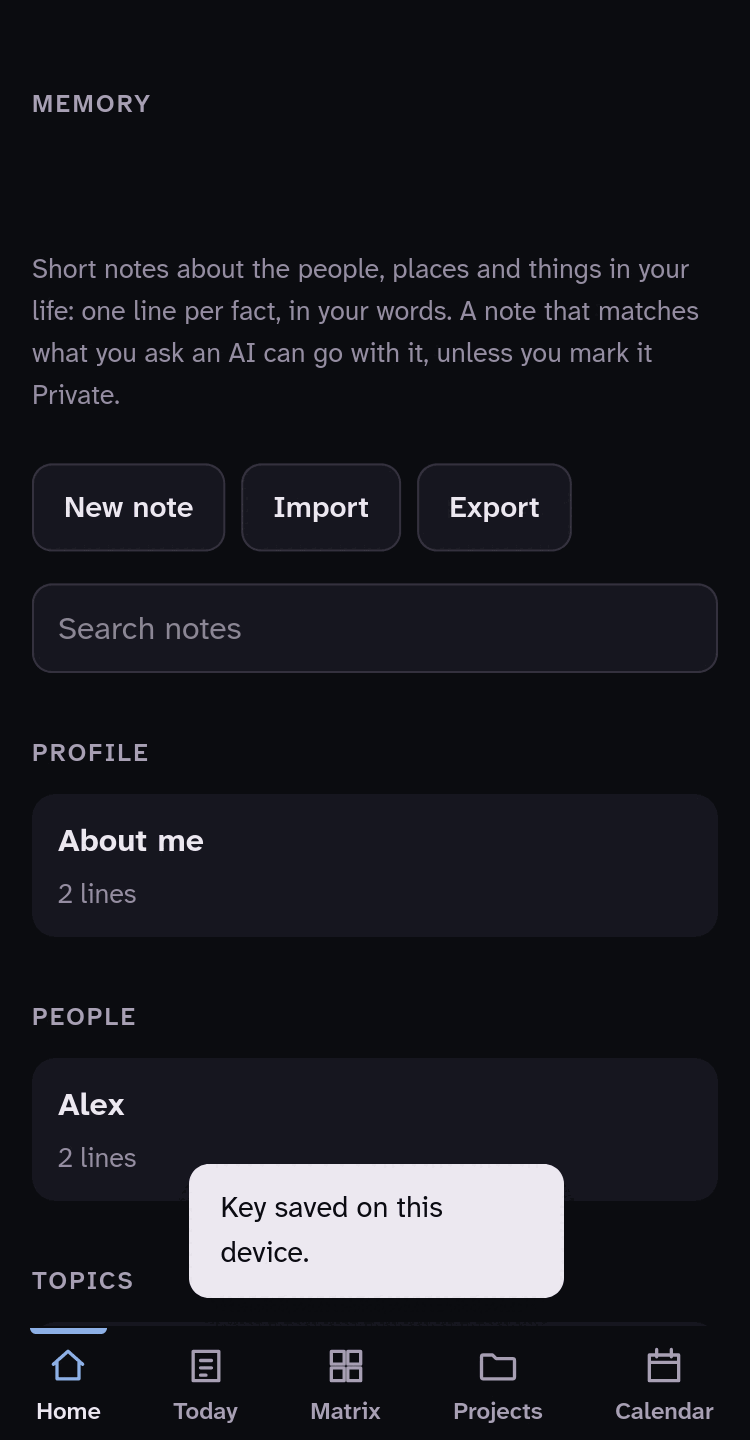 MEMORY
Short notes about the people, places and things in your
life: one line per fact, in your words. A note that matches
what you ask an AI can go with it, unless you mark it
Private.
New note
Import
Export
Search notes
PROFILE
About me
2 lines
PEOPLE
Alex
2 lines
Key saved on this
device.
TOPICS
Home
Today
Matrix
Projects
Calendar